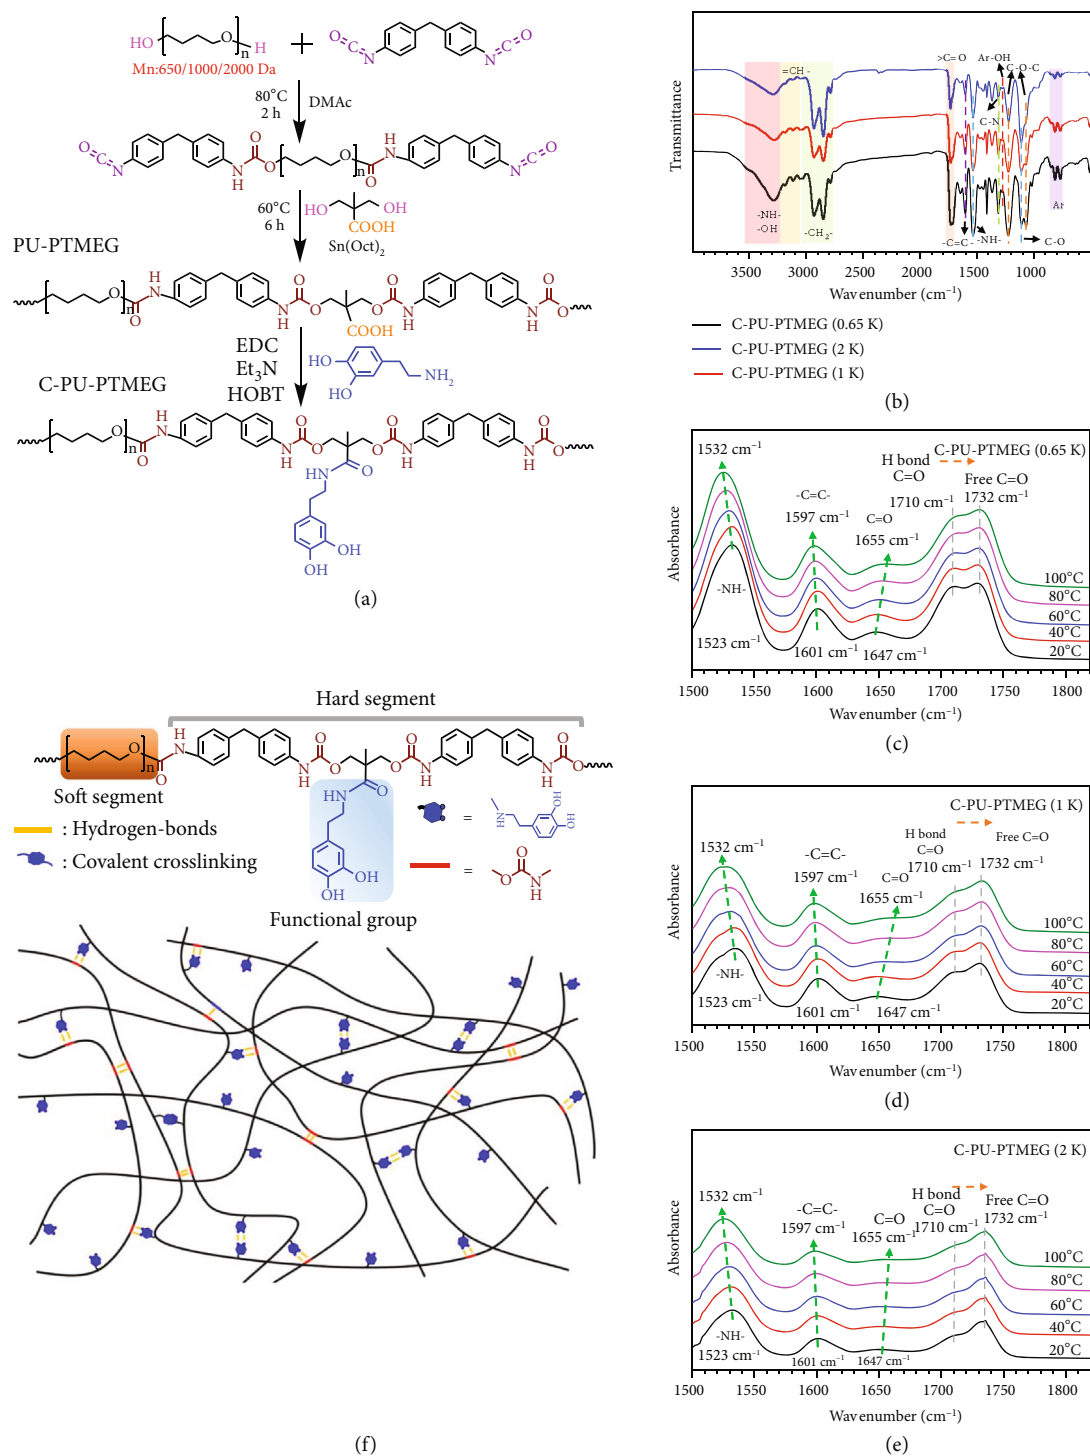 HO
O
H
n
Mn:650/1000/2000 Da
O
C
N
N
C
O
80°C
2 h
DMAc
O
C
N
NH
O
O
O
n
O
HN
N
C
O
60°C
6 h
HO
OH
COOH
Sn(Oct)₂
PU-PTMEG
n
O
O
H
N
N
H
O
O
COOH
O
O
N
H
N
H
O
O
EDC
Et₃N
HOBT
HO
HO
NH₂
C-PU-PTMEG
n
O
O
H
N
N
H
O
O
HN
O
O
O
N
H
N
H
O
O
OH
OH
(a)
Transmittance
=CH-
>C=O
Ar-OH
C-O-C
C-N
-NH-
-OH
-CH₂-
-C=C-
-NH-
C-O
Ar
3500 3000 2500 2000 1500 1000 500
Wavenumber (cm⁻¹)
C-PU-PTMEG (0.65 K)
C-PU-PTMEG (2 K)
C-PU-PTMEG (1 K)
(b)
C-PU-PTMEG (0.65 K)
1532 cm⁻¹
-C=C-
1597 cm⁻¹
C=O
1655 cm⁻¹
H bond
C=O
1710 cm⁻¹
Free C=O
1732 cm⁻¹
Absorbance
-NH-
1523 cm⁻¹
1601 cm⁻¹
1647 cm⁻¹
100°C
80°C
60°C
40°C
20°C
1500 1550 1600 1650 1700 1750 1800
Wavenumber (cm⁻¹)
(c)
C-PU-PTMEG (1 K)
1532 cm⁻¹
-C=C-
1597 cm⁻¹
C=O
1655 cm⁻¹
H bond
C=O
1710 cm⁻¹
Free C=O
1732 cm⁻¹
Absorbance
-NH-
1523 cm⁻¹
1601 cm⁻¹
1647 cm⁻¹
100°C
80°C
60°C
40°C
20°C
1500 1550 1600 1650 1700 1750 1800
Wavenumber (cm⁻¹)
(d)
C-PU-PTMEG (2 K)
1532 cm⁻¹
-C=C-
1597 cm⁻¹
C=O
1655 cm⁻¹
H bond
C=O
1710 cm⁻¹
Free C=O
1732 cm⁻¹
Absorbance
-NH-
1523 cm⁻¹
1601 cm⁻¹
1647 cm⁻¹
100°C
80°C
60°C
40°C
20°C
1500 1550 1600 1650 1700 1750 1800
Wavenumber (cm⁻¹)
(e)
Hard segment
n
O
O
H
N
N
H
O
O
HN
O
O
O
N
H
N
H
O
O
OH
OH
Soft segment
: Hydrogen-bonds
: Covalent crosslinking
=
HN
OH
OH
=
O
O
N
H
Functional group
(f)